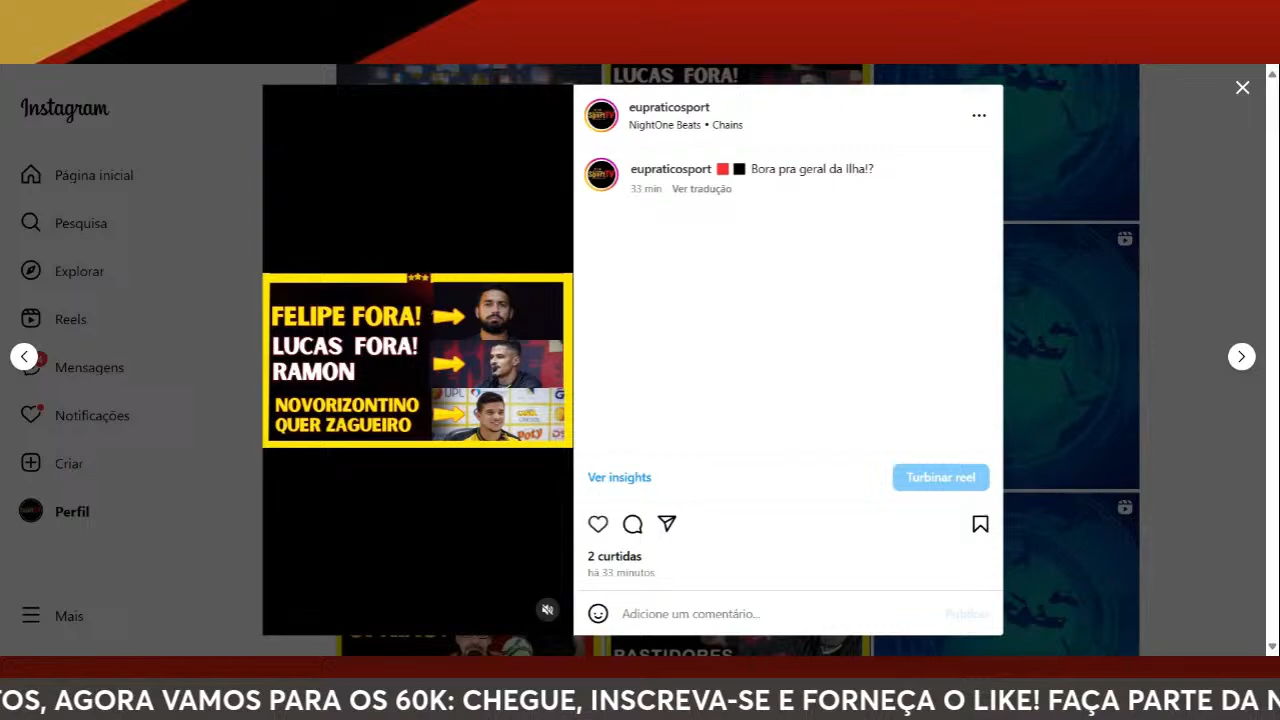 LUCAS FORA!
Instagram
Página inicial
Pesquisa
Explorar
Reels
Mensagens
Notificações
Criar
Perfil
Mais
FELIPE FORA!
LUCAS FORA!
RAMON
NOVORIZONTINO
QUER ZAGUEIRO
poty
eupraticosport
NightOne Beats • Chains
eupraticosport 🟥 ⬛ Bora pra geral da Ilha!?
33 min Ver tradução
Ver insights
Turbinar reel
2 curtidas
há 33 minutos
Adicione um comentário...
Publicar
BASTIDORES
TOS, AGORA VAMOS PARA OS 60K: CHEGUE, INSCREVA-SE E FORNEÇA O LIKE! FAÇA PARTE DA N